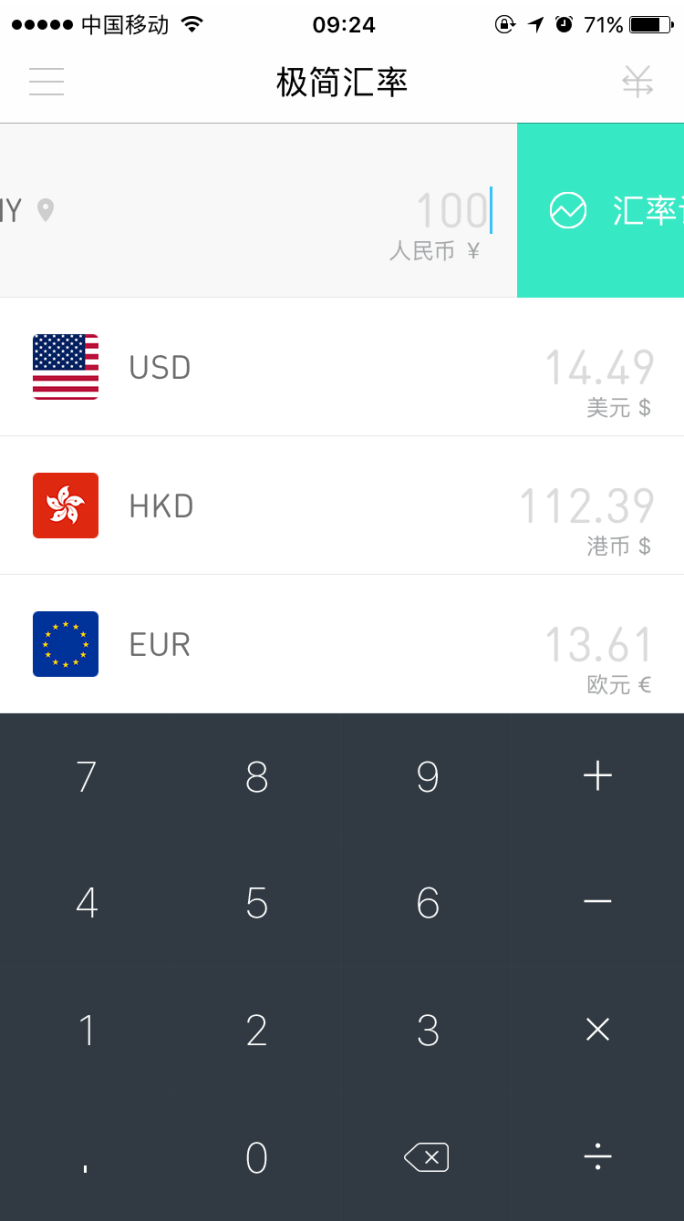 中国移动 09:24 71%
极简汇率
100
人民币 ¥
汇率
USD 14.49
美元 $
HKD 112.39
港币 $
EUR 13.61
欧元 €
7 8 9 +
4 5 6 −
1 2 3 ×
. 0 ÷